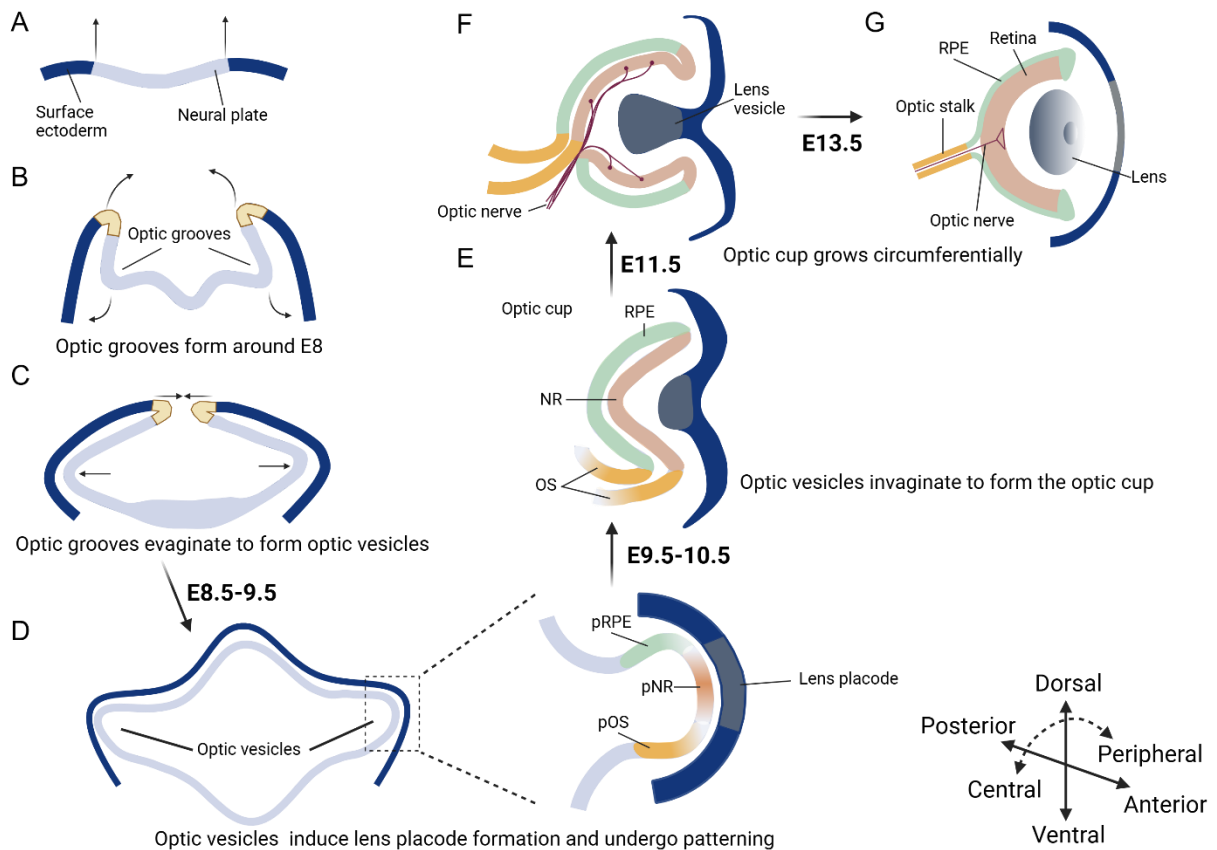 A
Surface
ectoderm
Neural plate
B
Optic grooves
Optic grooves form around E8
C
Optic grooves evaginate to form optic vesicles
E8.5-9.5
D
Optic vesicles
pRPE
pNR
pOS
Lens placode
Optic vesicles induce lens placode formation and undergo patterning
E9.5-10.5
E
Optic cup
RPE
NR
OS
Optic vesicles invaginate to form the optic cup
E11.5
F
Lens
vesicle
Optic nerve
Optic cup grows circumferentially
E13.5
G
RPE
Retina
Optic stalk
Lens
Optic nerve
Dorsal
Posterior
Peripheral
Central
Anterior
Ventral